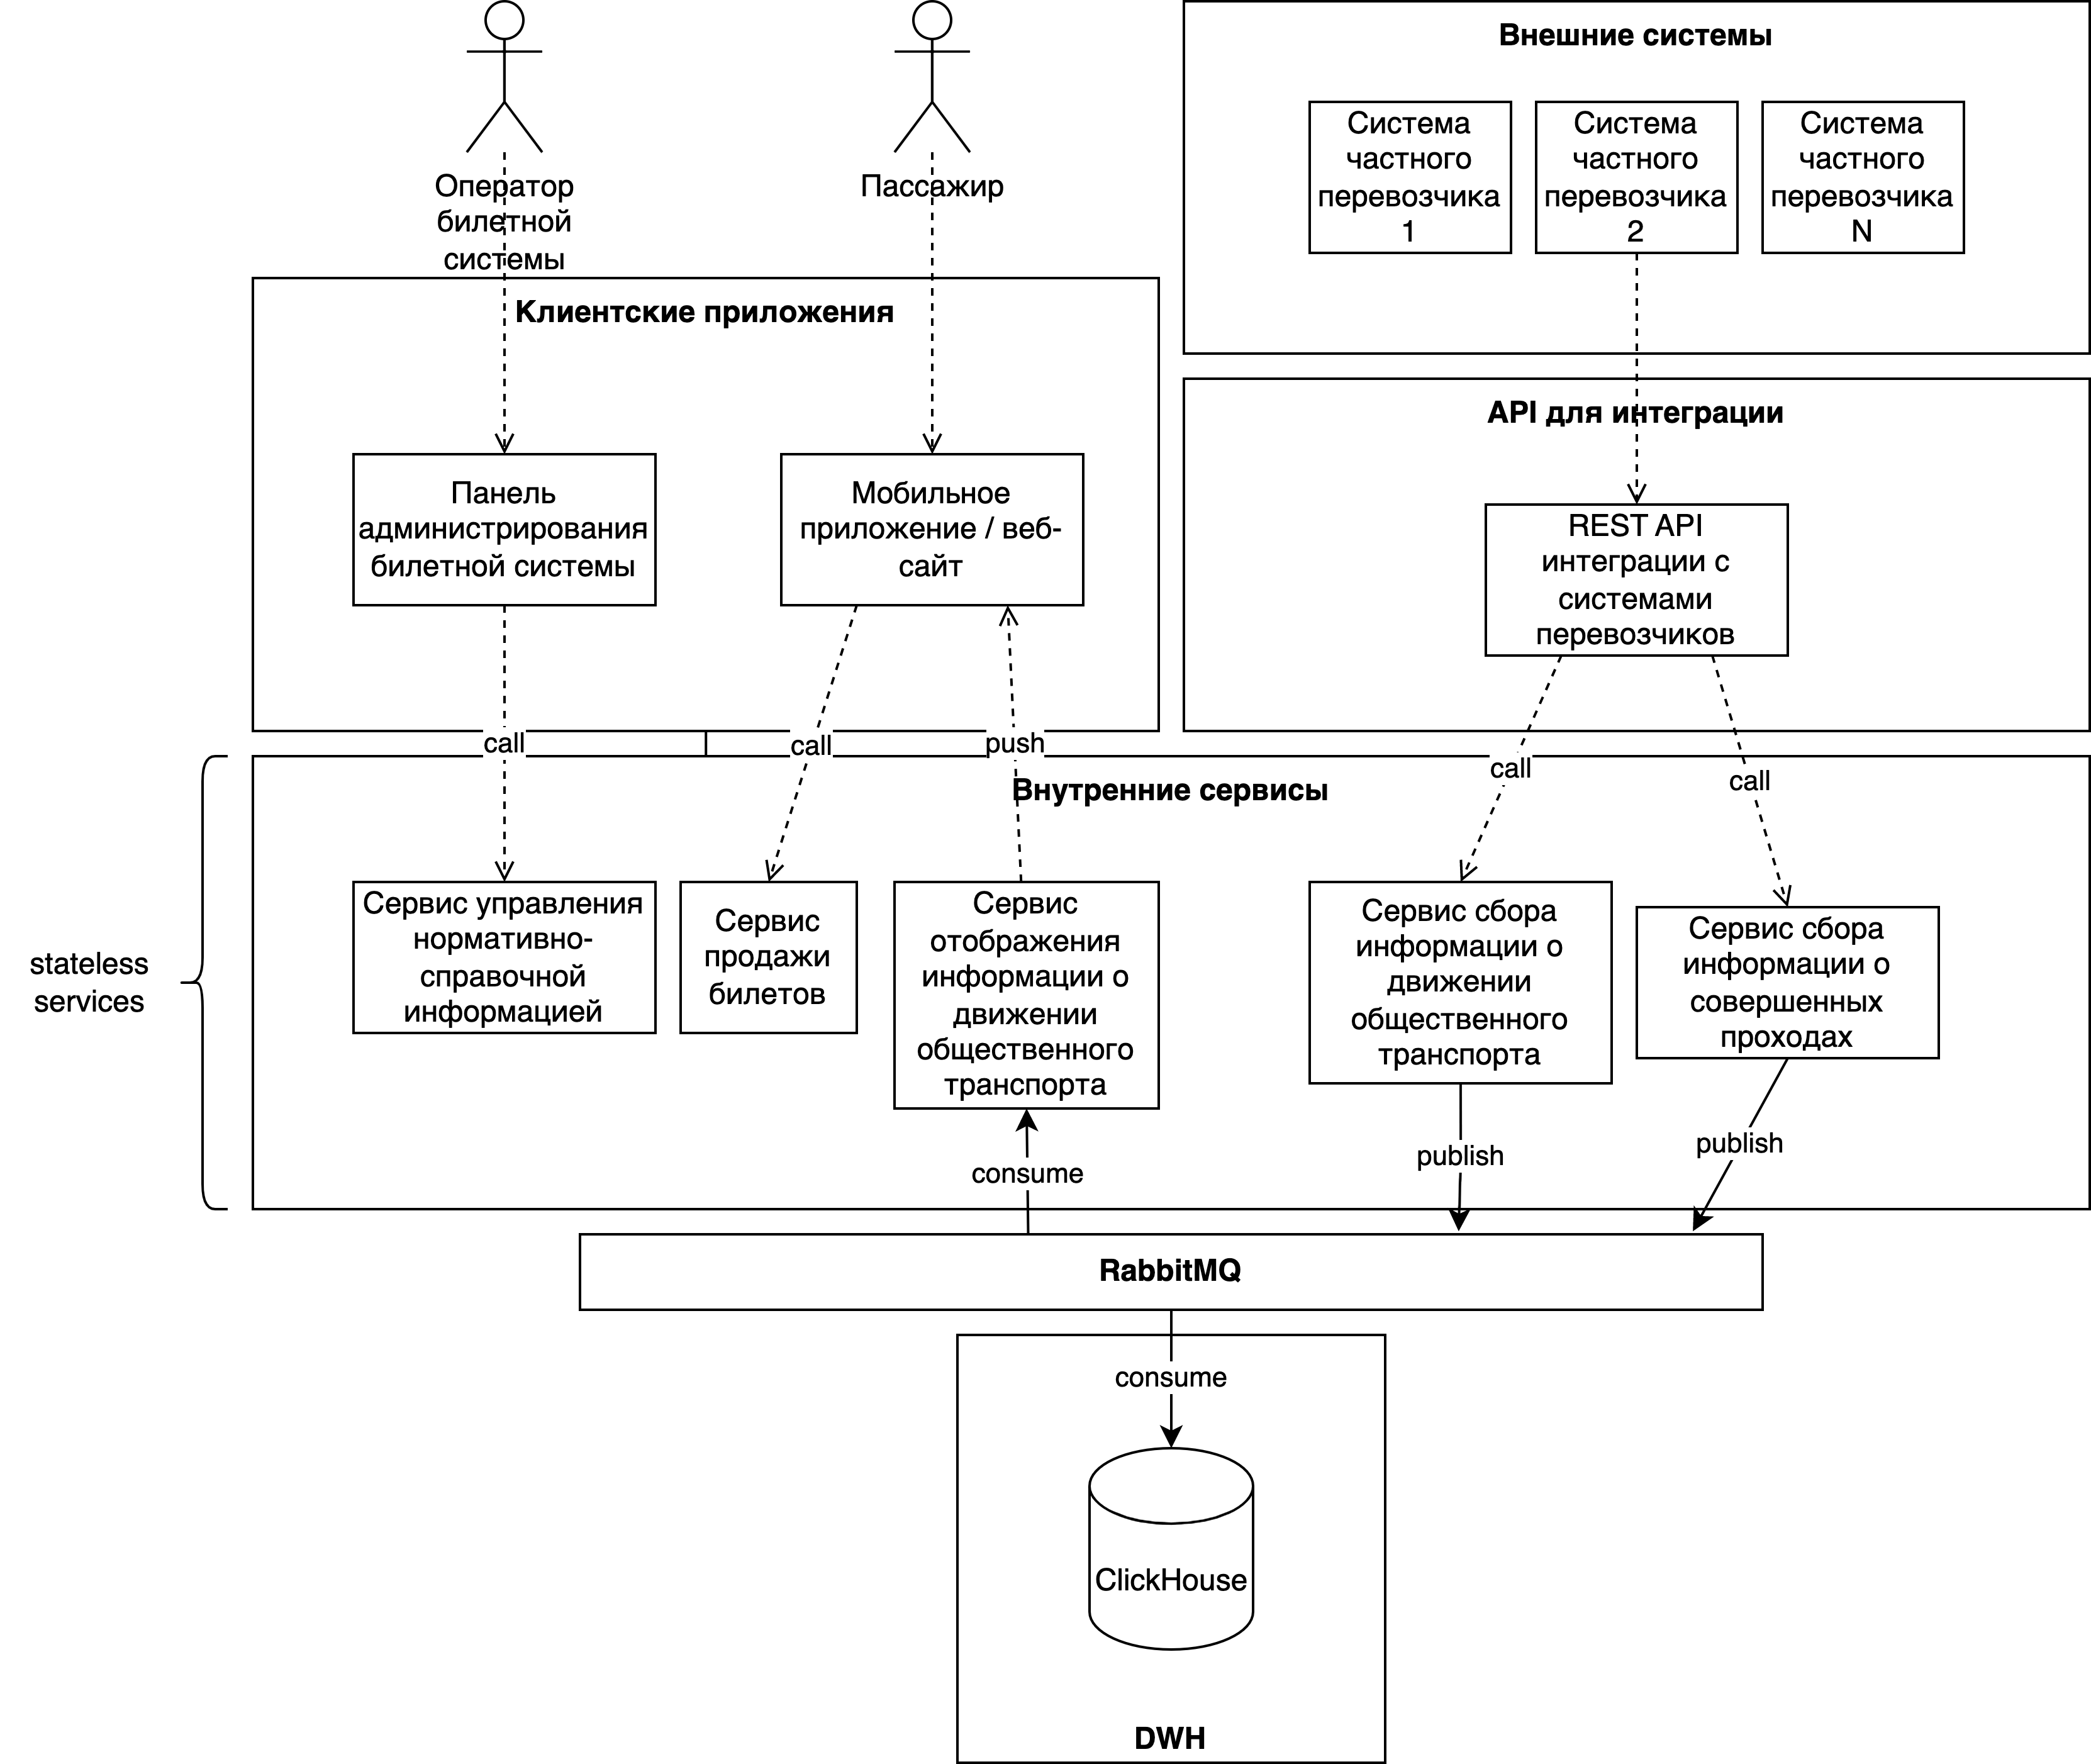 Оператор
билетной
системы
Пассажир
Внешние системы
Система
частного
перевозчика
1
Система
частного
перевозчика
2
Система
частного
перевозчика
N
Клиентские приложения
Панель
администрирования
билетной системы
Мобильное
приложение / веб-
сайт
API для интеграции
REST API
интеграции с
системами
перевозчиков
call
call
push
call
call
stateless
services
Внутренние сервисы
Сервис управления
нормативно-
справочной
информацией
Сервис
продажи
билетов
Сервис
отображения
информации о
движении
общественного
транспорта
Сервис сбора
информации о
движении
общественного
транспорта
Сервис сбора
информации о
совершенных
проходах
consume
publish
publish
RabbitMQ
consume
ClickHouse
DWH